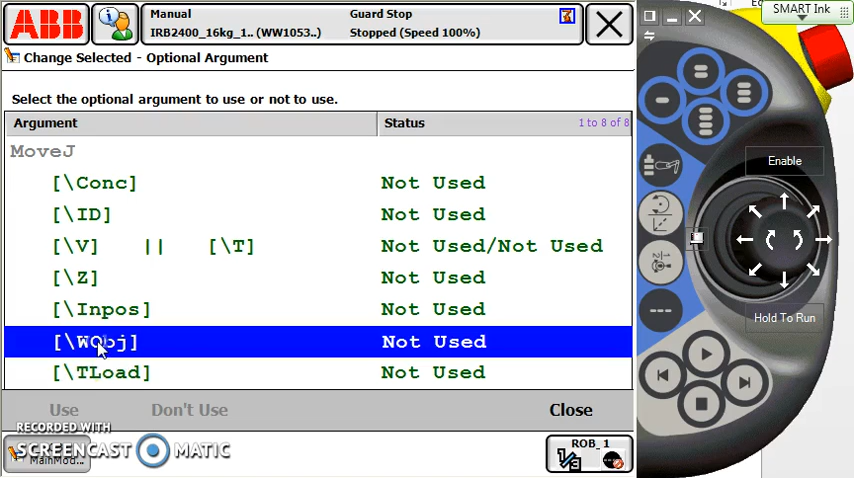 ABB
Manual
IRB2400_16kg_1.. (WW1053..)
Guard Stop
Stopped (Speed 100%)
SMART Ink
Change Selected - Optional Argument
Select the optional argument to use or not to use.
Argument
Status
1 to 8 of 8
MoveJ
[\Conc] Not Used
[\ID] Not Used
[\V] || [\T] Not Used/Not Used
[\Z] Not Used
[\Inpos] Not Used
[\WObj] Not Used
[\TLoad] Not Used
Use
Don't Use
Close
RECORDED WITH
SCREENCAST MATIC
MainMod...
ROB_1
1/3
Enable
Hold To Run